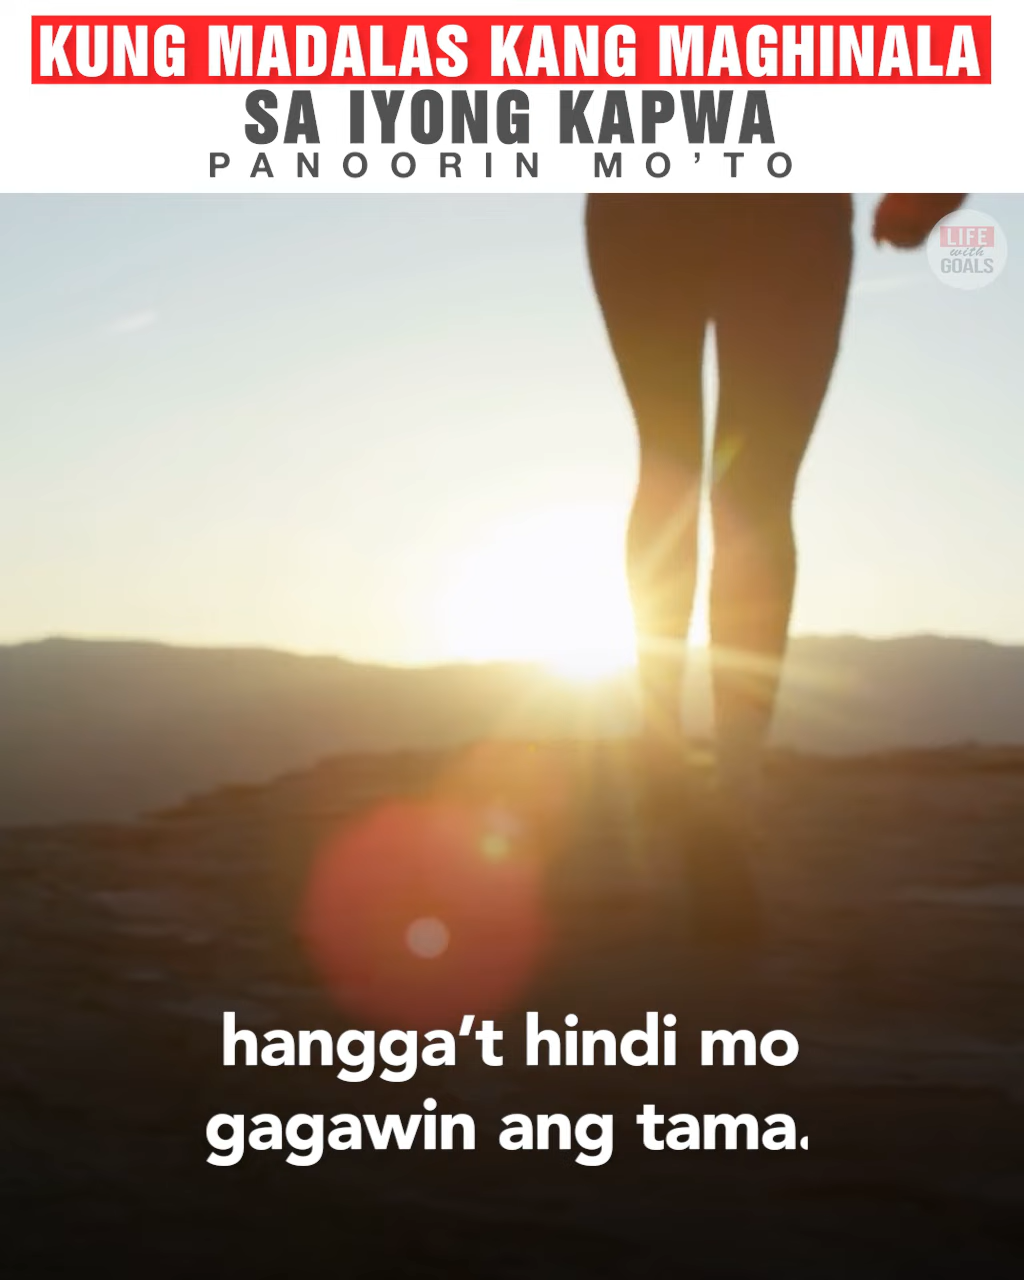 KUNG MADALAS KANG MAGHINALA
SA IYONG KAPWA
PANOORIN MO'TO
LIFE
with
GOALS
hangga't hindi mo
gagawin ang tama.